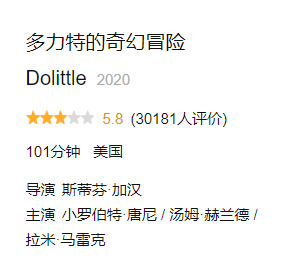 多力特的奇幻冒险
Dolittle 2020
5.8 (30181人评价)
101分钟 美国
导演 斯蒂芬·加汉
主演 小罗伯特·唐尼 / 汤姆·赫兰德 /
拉米·马雷克